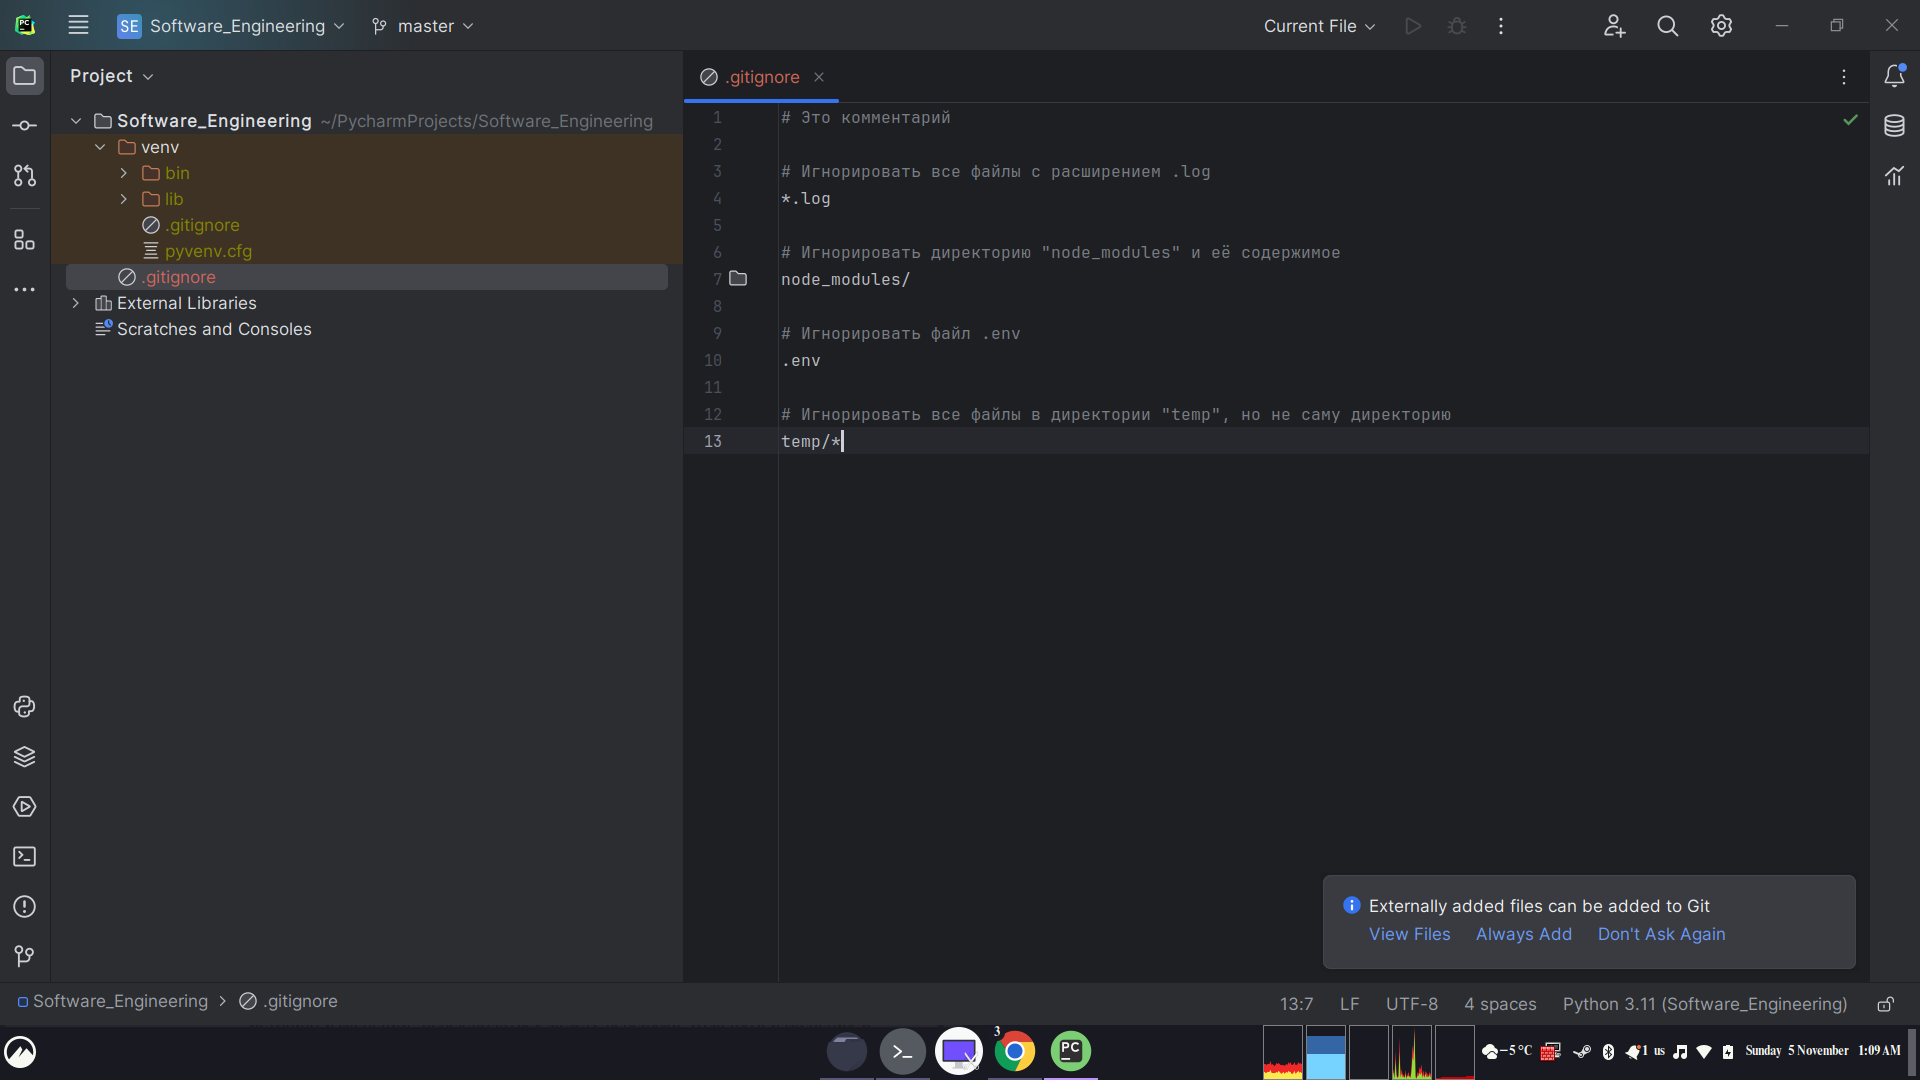 SE Software_Engineering master Current File
Project
Software_Engineering ~/PycharmProjects/Software_Engineering
venv
bin
lib
.gitignore
pyvenv.cfg
.gitignore
External Libraries
Scratches and Consoles
.gitignore
1 # Это комментарий
2
3 # Игнорировать все файлы с расширением .log
4 *.log
5
6 # Игнорировать директорию "node_modules" и её содержимое
7 node_modules/
8
9 # Игнорировать файл .env
10 .env
11
12 # Игнорировать все файлы в директории "temp", но не саму директорию
13 temp/*
Externally added files can be added to Git
View Files Always Add Don't Ask Again
Software_Engineering > .gitignore
13:7 LF UTF-8 4 spaces Python 3.11 (Software_Engineering)
3
PC
−5 °C 1 us Sunday 5 November 1:09 AM